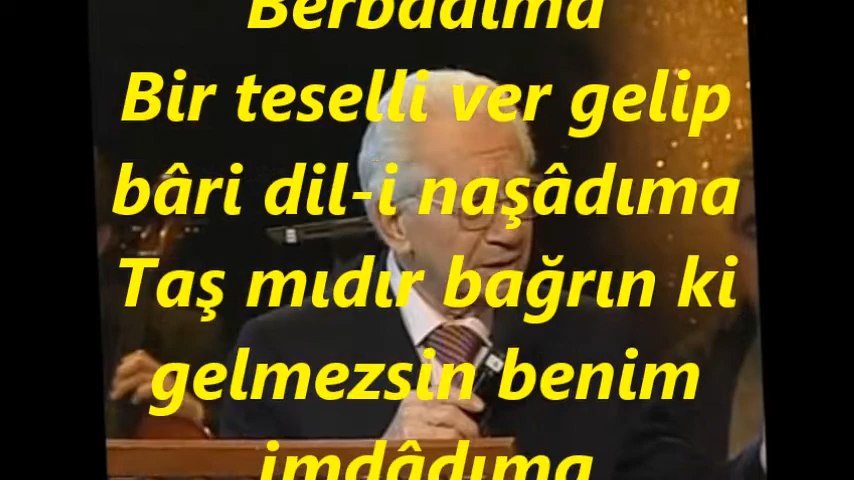 Berbâdıma
Bir teselli ver gelip
bâri dil-i naşâdıma
Taş mıdır bağrın ki
gelmezsin benim
imdâdıma